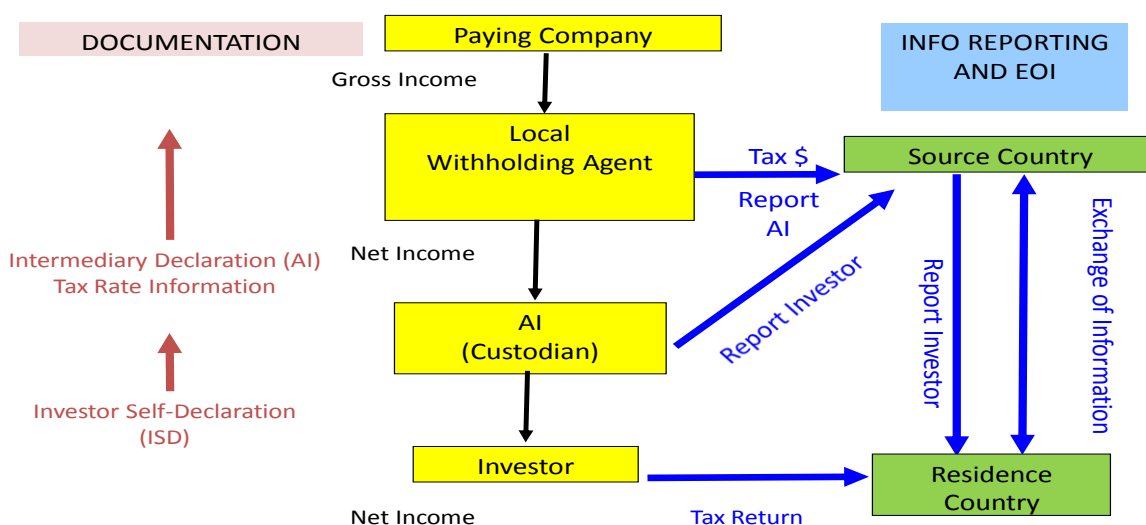 DOCUMENTATION
Paying Company
INFO REPORTING
AND EOI
Gross Income
Local
Withholding Agent
Tax $
Report
AI
Source Country
Net Income
Intermediary Declaration (AI)
Tax Rate Information
AI
(Custodian)
Report Investor
Report Investor
Exchange of Information
Investor Self-Declaration
(ISD)
Investor
Residence
Country
Net Income
Tax Return